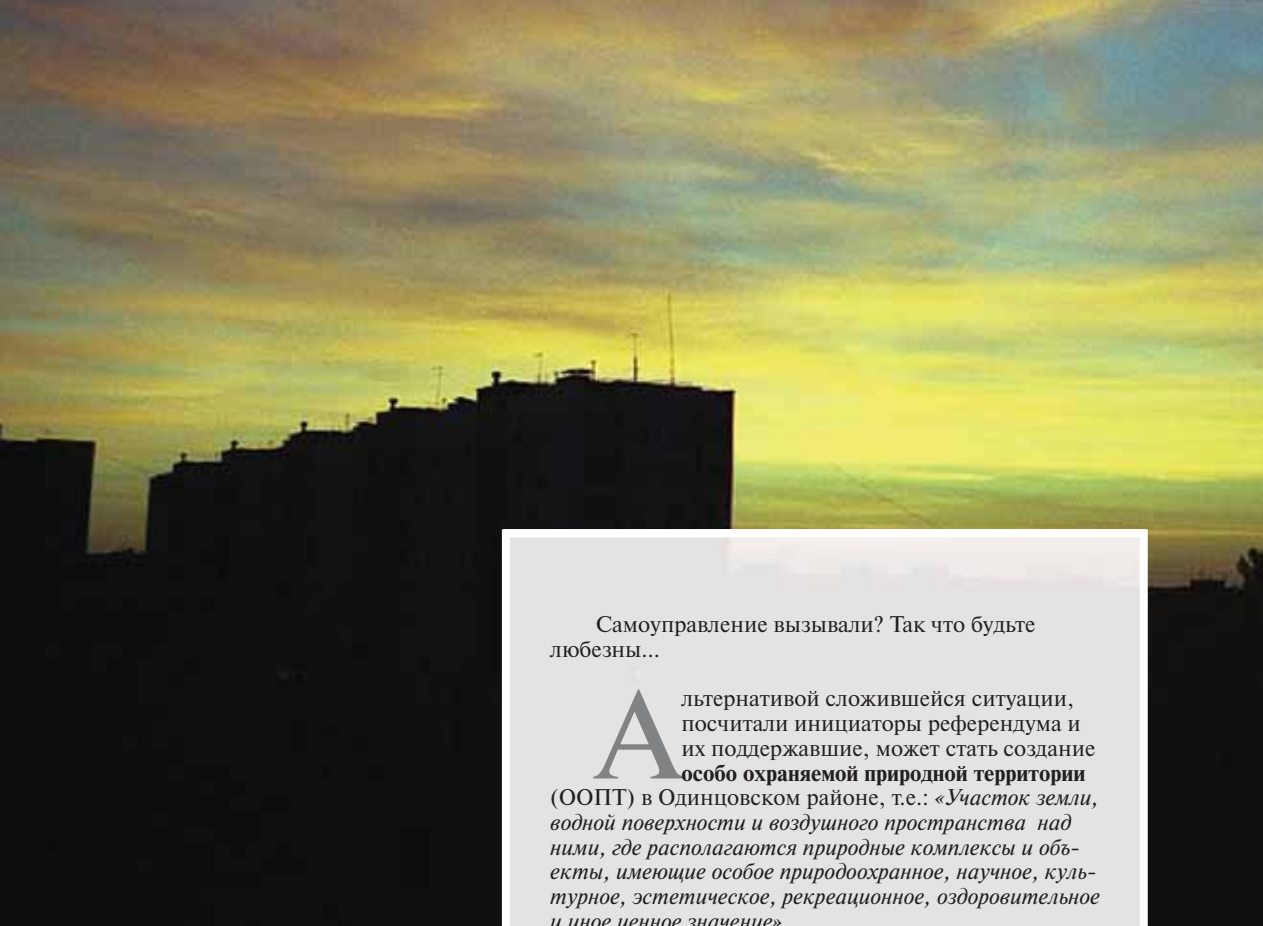 Самоуправление вызывали? Так что будьте
любезны...
Альтернативой сложившейся ситуации,
посчитали инициаторы референдума и
их поддержавшие, может стать создание
особо охраняемой природной территории
(ООПТ) в Одинцовском районе, т.е.: «Участок земли,
водной поверхности и воздушного пространства над
ними, где располагаются природные комплексы и объ-
екты, имеющие особое природоохранное, научное, куль-
турное, эстетическое, рекреационное, оздоровительное
и иное ценное значение»